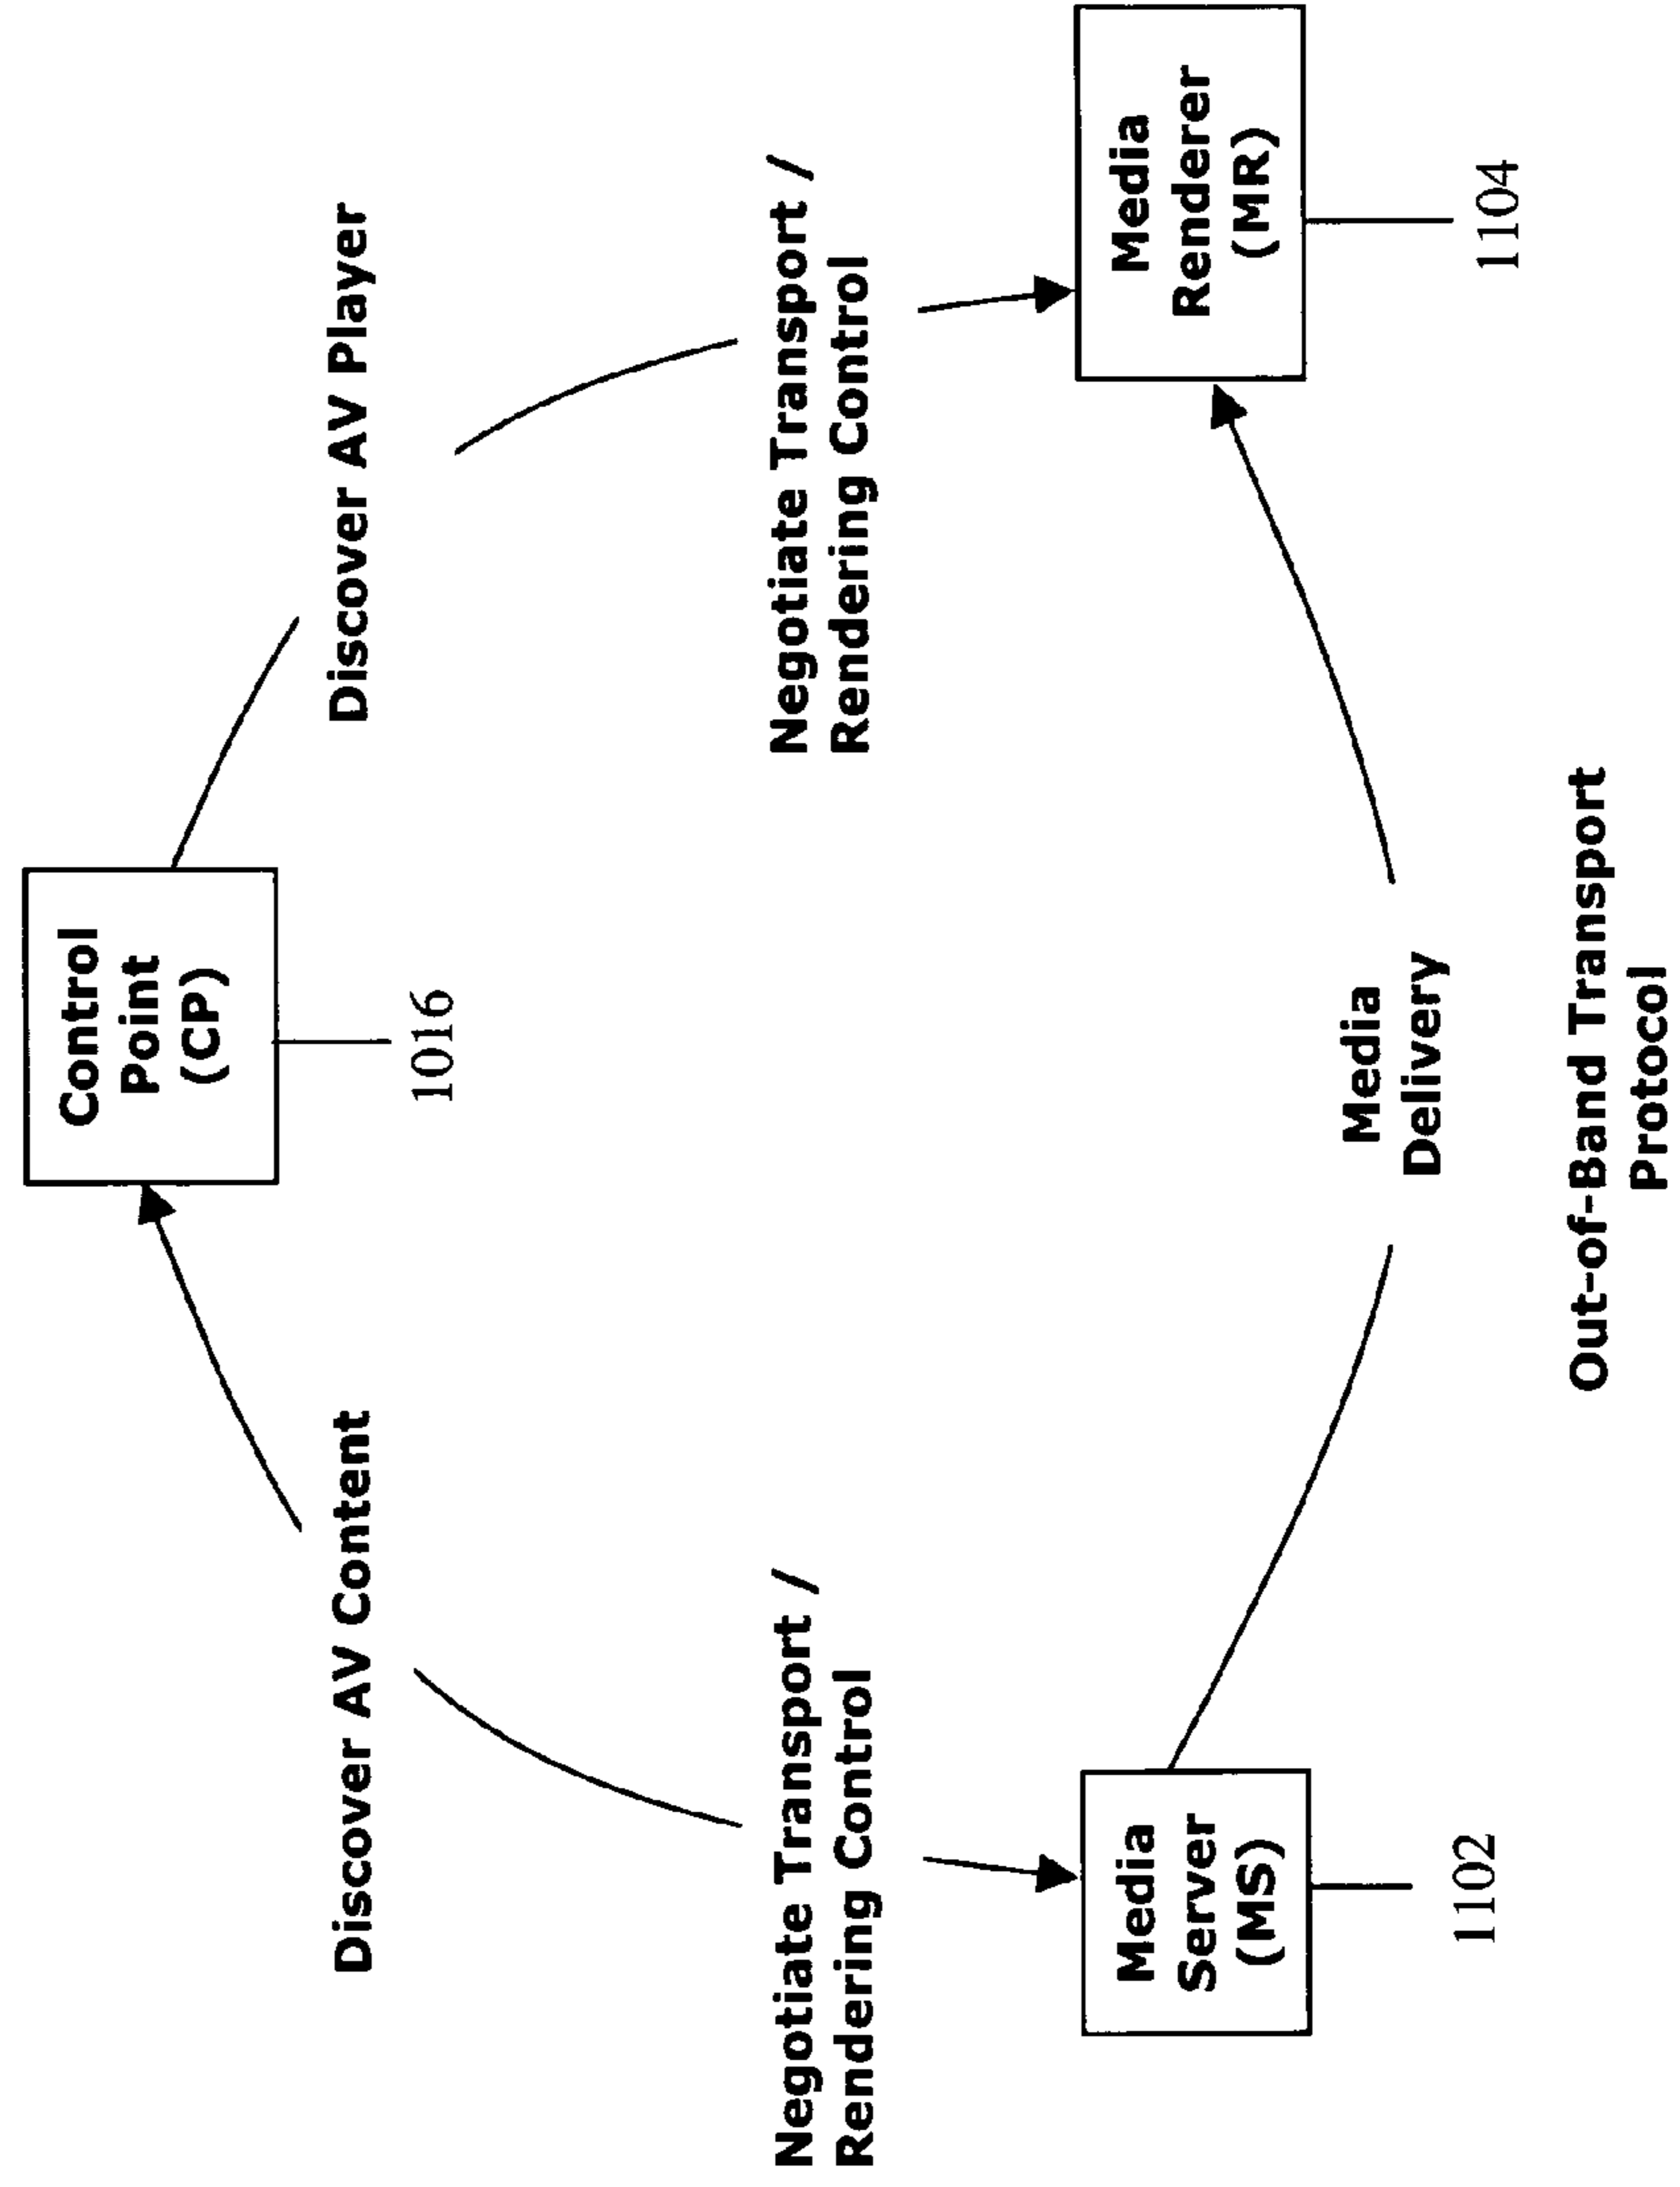 Control
Point
(CP)
1016
Discover AV Content
Discover AV Player
Negotiate Transport /
Rendering Control
Negotiate Transport /
Rendering Control
Media
Server
(MS)
1102
Media
Renderer
(MR)
1104
Media
Delivery
Out-of-Band Transport
Protocol